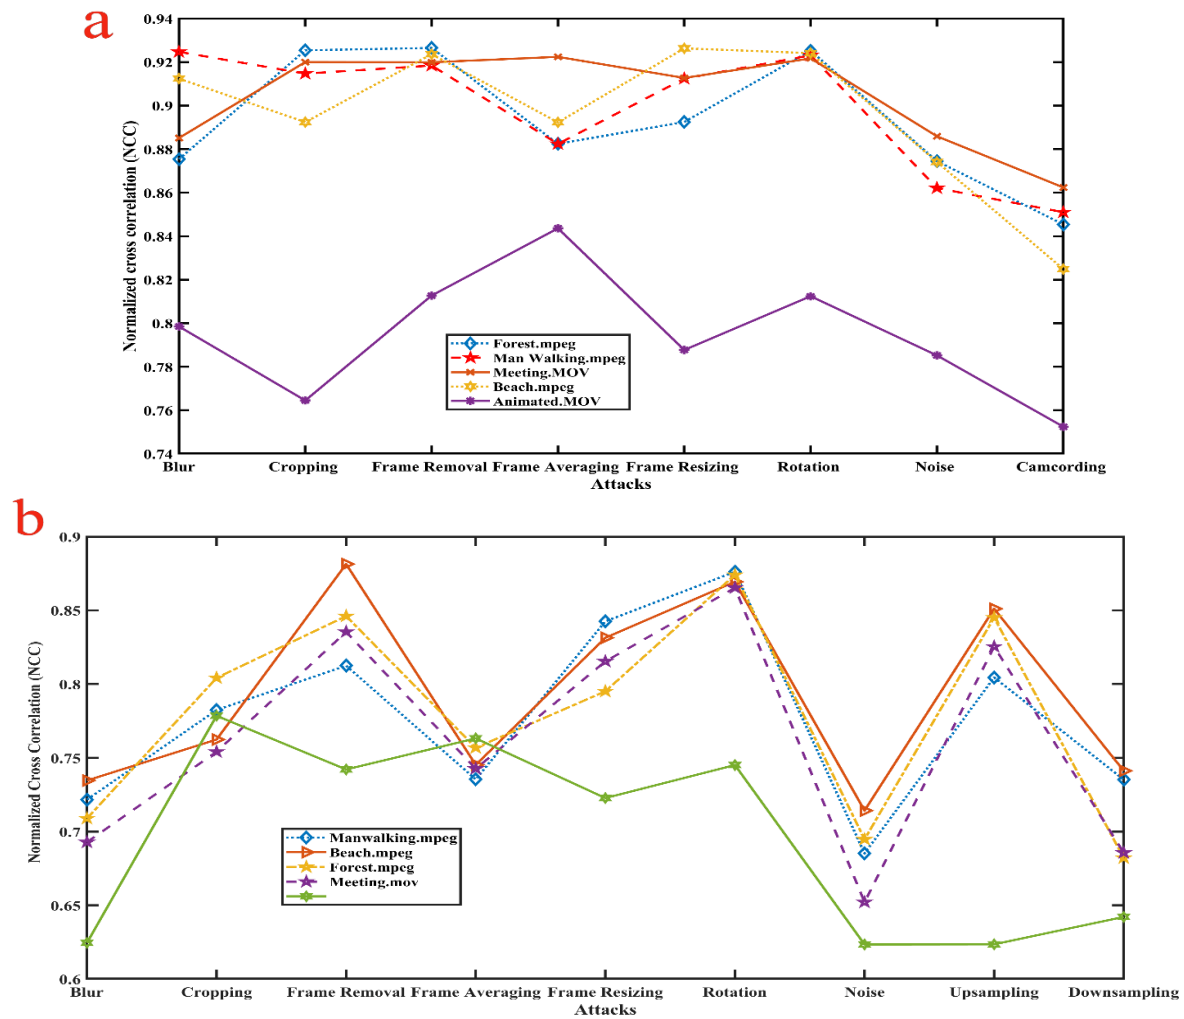 a
0.94
0.92
0.9
0.88
0.86
0.84
0.82
0.8
0.78
0.76
0.74
Normalized cross correlation (NCC)
Forest.mpeg
Man Walking.mpeg
Meeting.MOV
Beach.mpeg
Animated.MOV
Blur Cropping Frame Removal Frame Averaging Frame Resizing Rotation Noise Camcording
Attacks
b
0.9
0.85
0.8
0.75
0.7
0.65
0.6
Normalized Cross Correlation (NCC)
Manwalking.mpeg
Beach.mpeg
Forest.mpeg
Meeting.mov
Blur Cropping Frame Removal Frame Averaging Frame Resizing Rotation Noise Upsampling Downsampling
Attacks